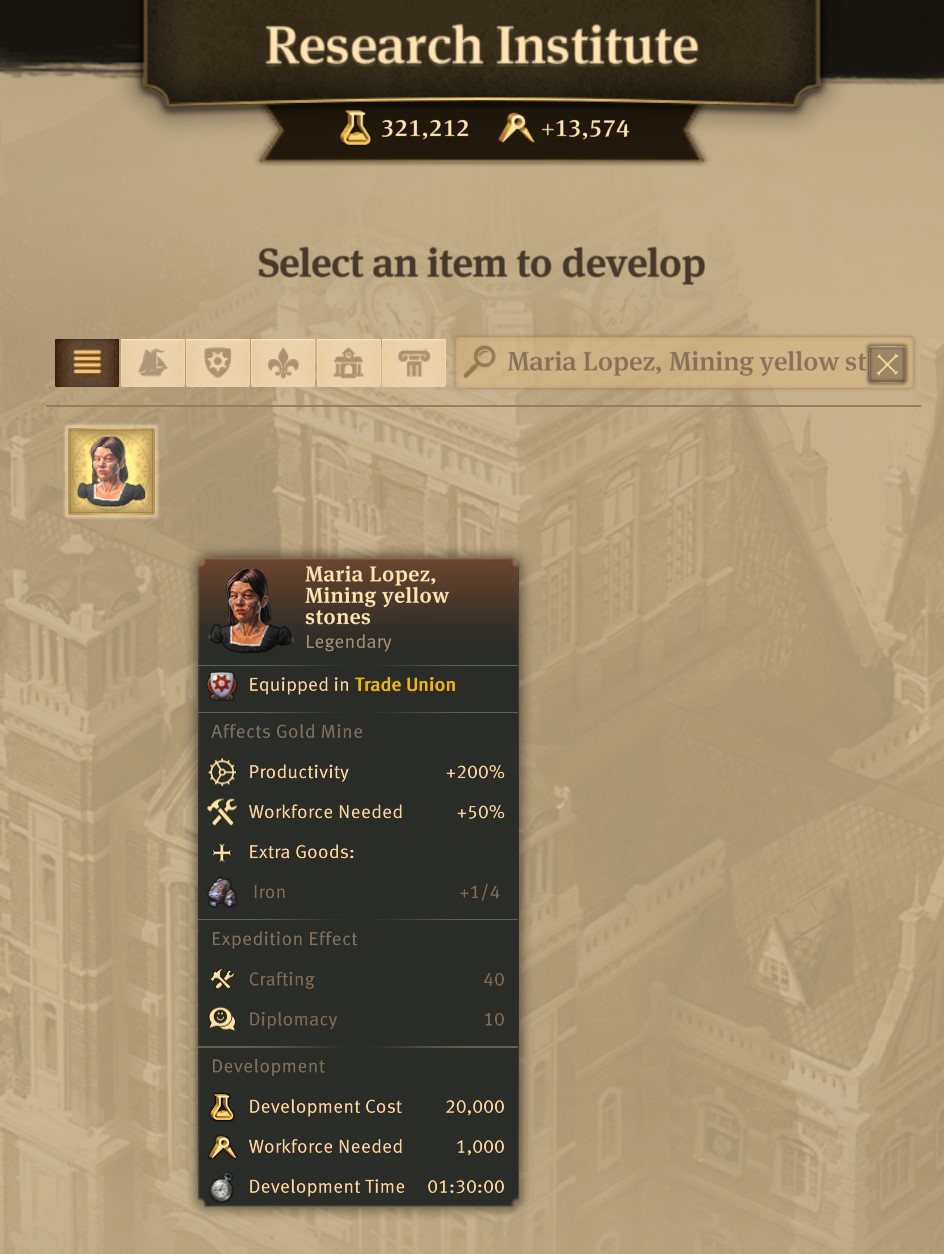 Research Institute
321,212 +13,574
Select an item to develop
Maria Lopez, Mining yellow st
Maria Lopez,
Mining yellow
stones
Legendary
Equipped in Trade Union
Affects Gold Mine
Productivity +200%
Workforce Needed +50%
Extra Goods:
Iron +1/4
Expedition Effect
Crafting 40
Diplomacy 10
Development
Development Cost 20,000
Workforce Needed 1,000
Development Time 01:30:00